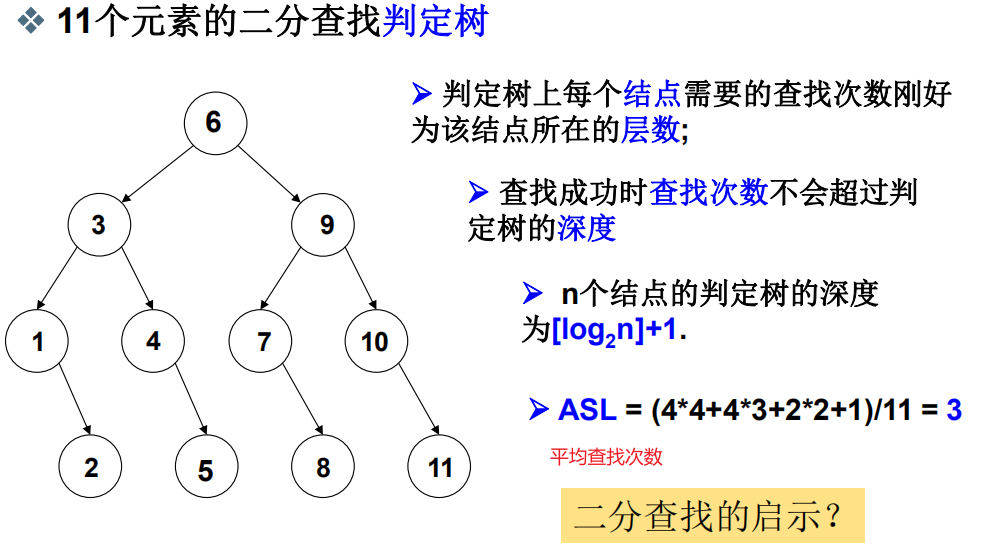 ❖ 11个元素的二分查找判定树
6
➢ 判定树上每个结点需要的查找次数刚好
为该结点所在的层数;
3
9
➢ 查找成功时查找次数不会超过判
定树的深度
➢ n个结点的判定树的深度
为[log₂n]+1.
1
4
7
10
➢ ASL = (4*4+4*3+2*2+1)/11 = 3
平均查找次数
2
5
8
11
二分查找的启示？